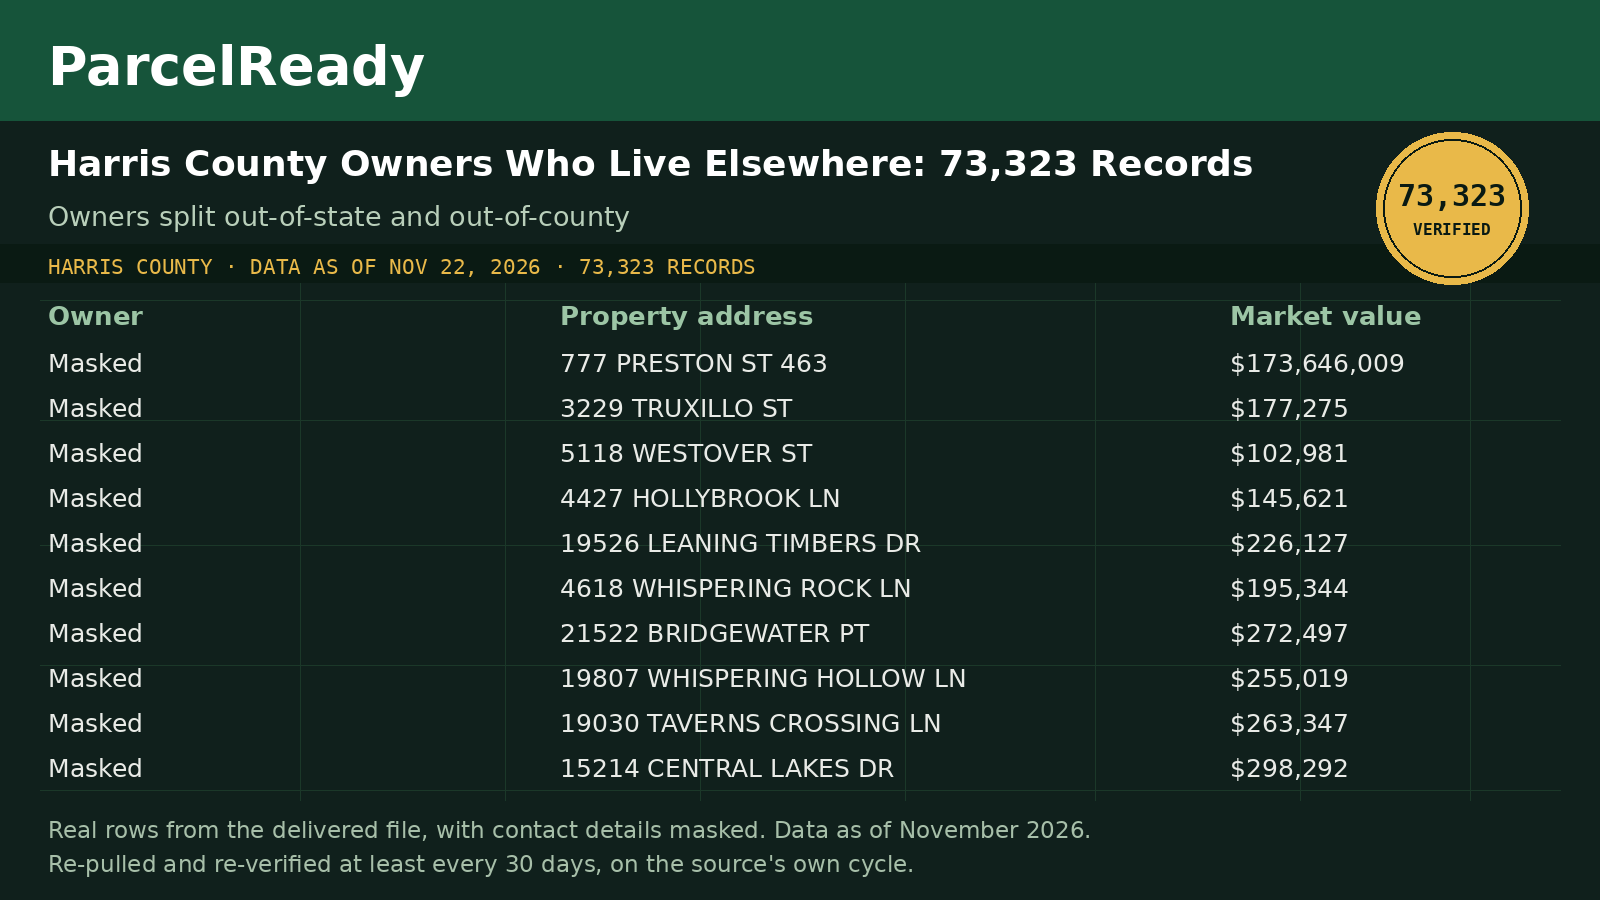 ParcelReady
Harris County Owners Who Live Elsewhere: 73,323 Records
Owners split out-of-state and out-of-county
73,323
VERIFIED
HARRIS COUNTY · DATA AS OF NOV 22, 2026 · 73,323 RECORDS
Owner Property address Market value
Masked 777 PRESTON ST 463 $173,646,009
Masked 3229 TRUXILLO ST $177,275
Masked 5118 WESTOVER ST $102,981
Masked 4427 HOLLYBROOK LN $145,621
Masked 19526 LEANING TIMBERS DR $226,127
Masked 4618 WHISPERING ROCK LN $195,344
Masked 21522 BRIDGEWATER PT $272,497
Masked 19807 WHISPERING HOLLOW LN $255,019
Masked 19030 TAVERNS CROSSING LN $263,347
Masked 15214 CENTRAL LAKES DR $298,292
Real rows from the delivered file, with contact details masked. Data as of November 2026.
Re-pulled and re-verified at least every 30 days, on the source's own cycle.